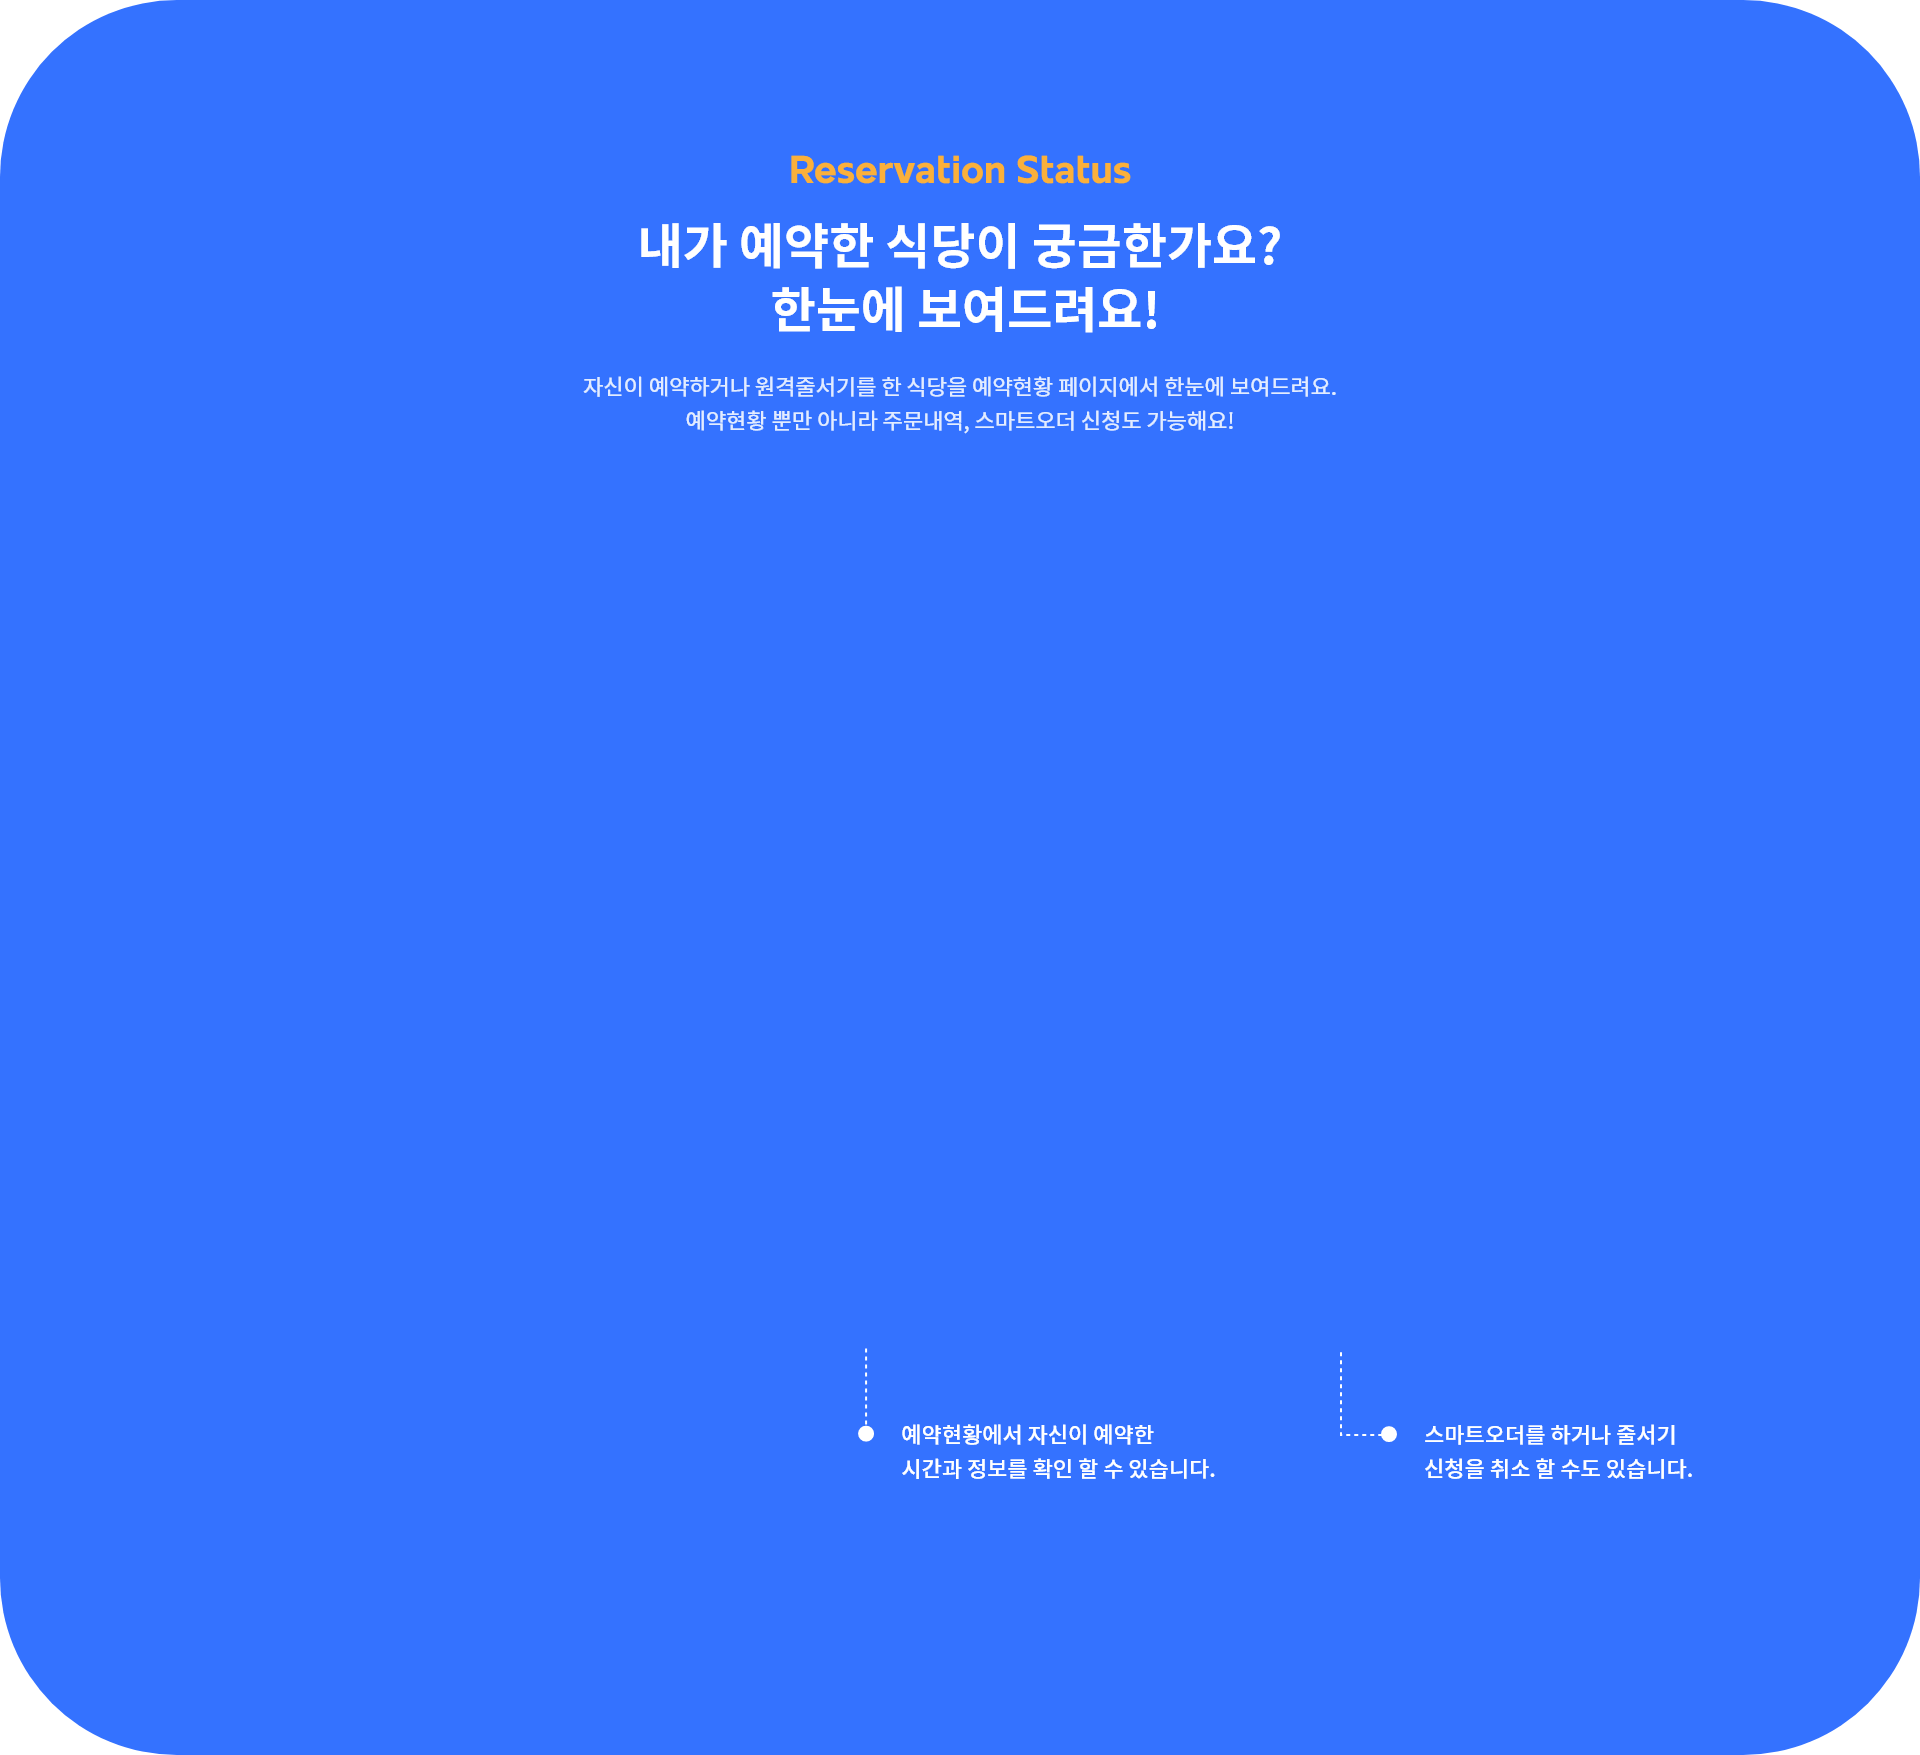 Reservation Status
내가 예약한 식당이 궁금한가요?
한눈에 보여드려요!
자신이 예약하거나 원격줄서기를 한 식당을 예약현황 페이지에서 한눈에 보여드려요.
예약현황 뿐만 아니라 주문내역, 스마트오더 신청도 가능해요!
예약현황에서 자신이 예약한
시간과 정보를 확인 할 수 있습니다.
스마트오더를 하거나 줄서기
신청을 취소 할 수도 있습니다.